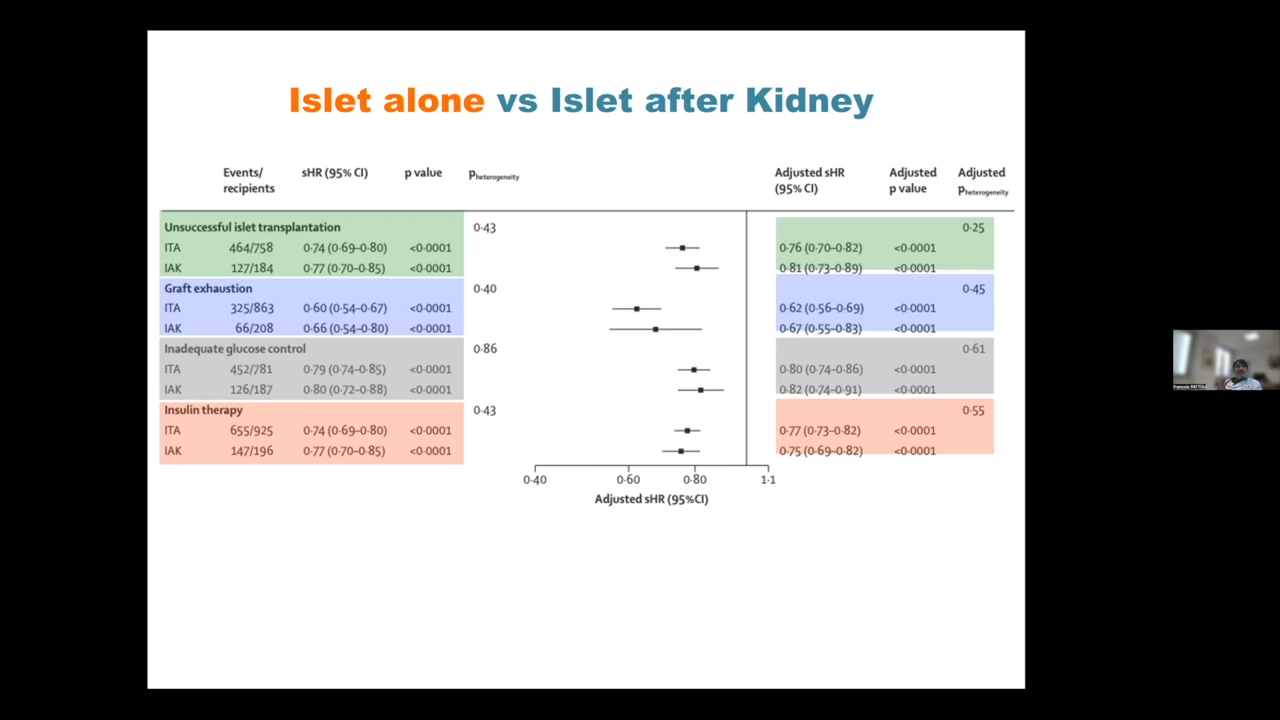 Islet alone vs Islet after Kidney
Events/ recipients sHR (95% CI) p value pheterogeneity Adjusted sHR (95% CI) Adjusted p value Adjusted pheterogeneity
Unsuccessful islet transplantation 0·43 0·25
ITA 464/758 0·74 (0·69–0·80) <0·0001 0·76 (0·70–0·82) <0·0001
IAK 127/184 0·77 (0·70–0·85) <0·0001 0·81 (0·73–0·89) <0·0001
Graft exhaustion 0·40 0·45
ITA 325/863 0·60 (0·54–0·67) <0·0001 0·62 (0·56–0·69) <0·0001
IAK 66/208 0·66 (0·54–0·80) <0·0001 0·67 (0·55–0·83) <0·0001
Inadequate glucose control 0·86 0·61
ITA 452/781 0·79 (0·74–0·85) <0·0001 0·80 (0·74–0·86) <0·0001
IAK 126/187 0·80 (0·72–0·88) <0·0001 0·82 (0·74–0·91) <0·0001
Insulin therapy 0·43 0·55
ITA 655/925 0·74 (0·69–0·80) <0·0001 0·77 (0·73–0·82) <0·0001
IAK 147/196 0·77 (0·70–0·85) <0·0001 0·75 (0·69–0·82) <0·0001
0·40 0·60 0·80 1·1
Adjusted sHR (95%CI)
Francois PATTOU